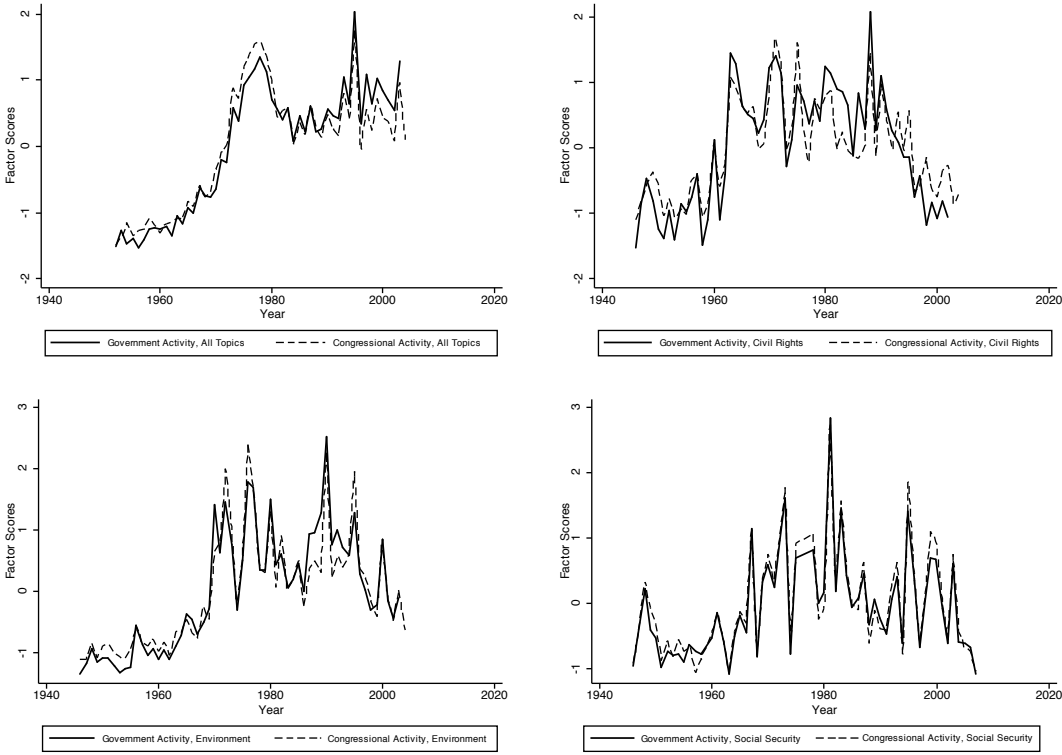 2
1
0
-1
-2
Factor Scores
1940 1960 1980 2000 2020
Year
Government Activity, All Topics Congressional Activity, All Topics
2
1
0
-1
-2
Factor Scores
1940 1960 1980 2000 2020
Year
Government Activity, Civil Rights Congressional Activity, Civil Rights
3
2
1
0
-1
Factor Scores
1940 1960 1980 2000 2020
Year
Government Activity, Environment Congressional Activity, Environment
3
2
1
0
-1
Factor Scores
1940 1960 1980 2000 2020
Year
Government Activity, Social Security Congressional Activity, Social Security